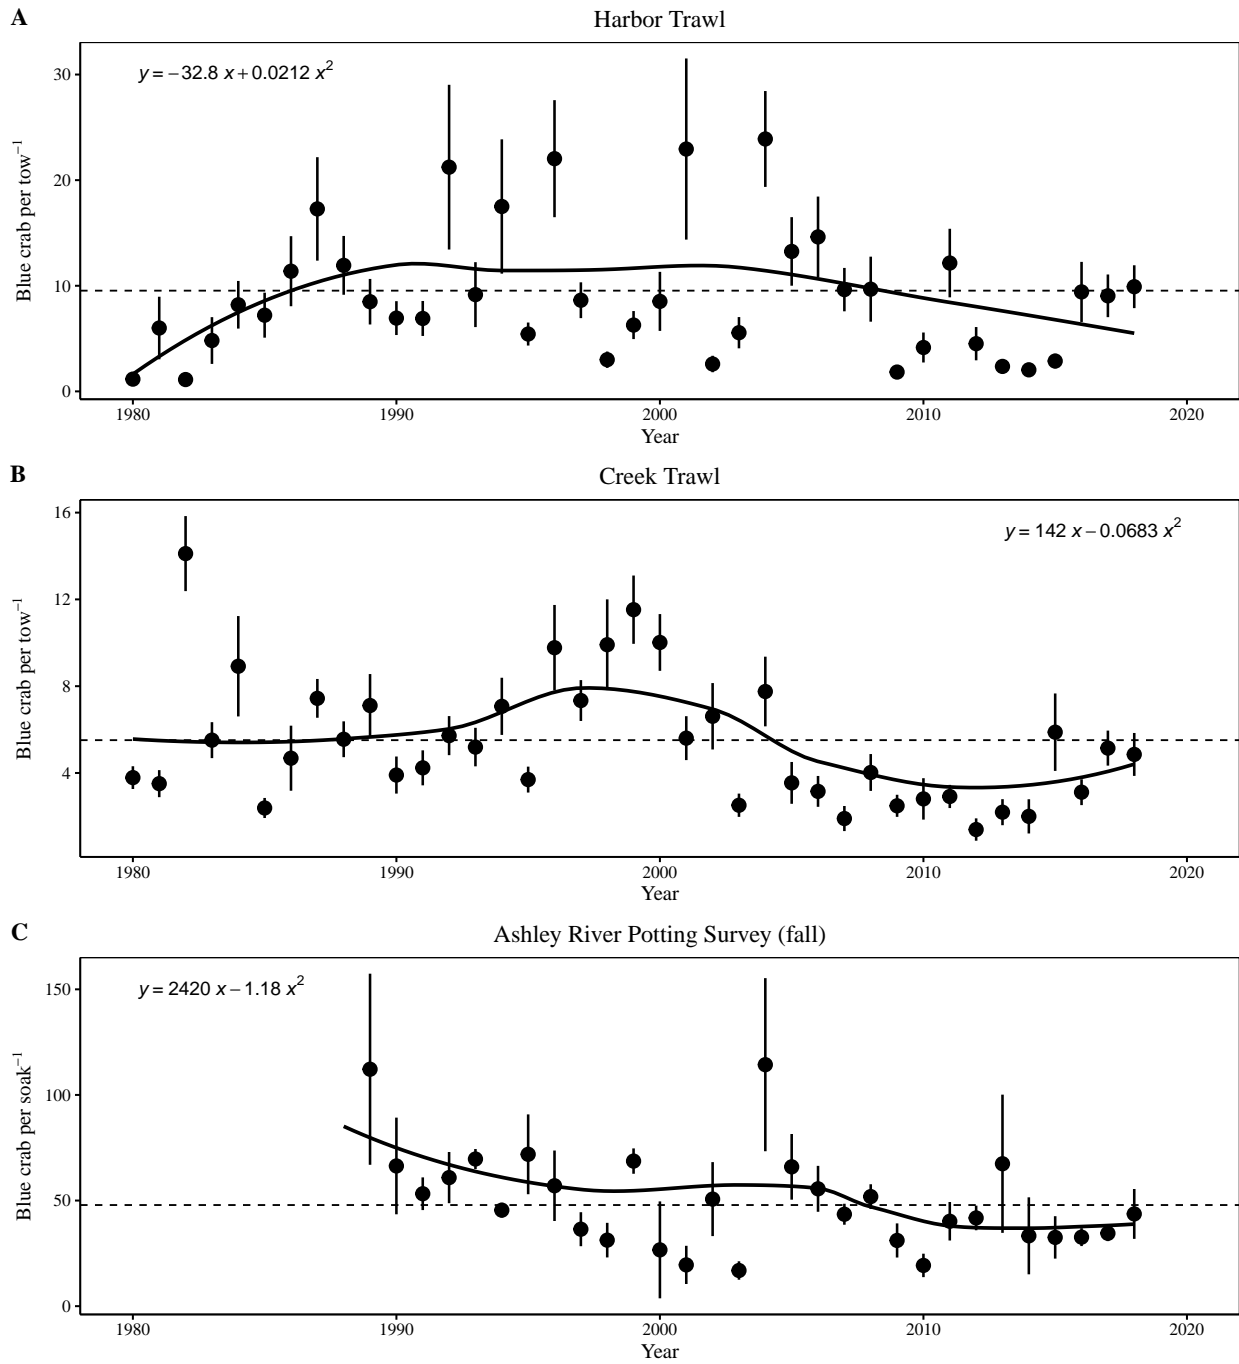 A
Harbor Trawl
y = −32.8 x + 0.0212 x²
30
20
10
0
Blue crab per tow⁻¹
1980 1990 2000 2010 2020
Year
B
Creek Trawl
y = 142 x − 0.0683 x²
16
12
8
4
Blue crab per tow⁻¹
1980 1990 2000 2010 2020
Year
C
Ashley River Potting Survey (fall)
y = 2420 x − 1.18 x²
150
100
50
0
Blue crab per soak⁻¹
1980 1990 2000 2010 2020
Year